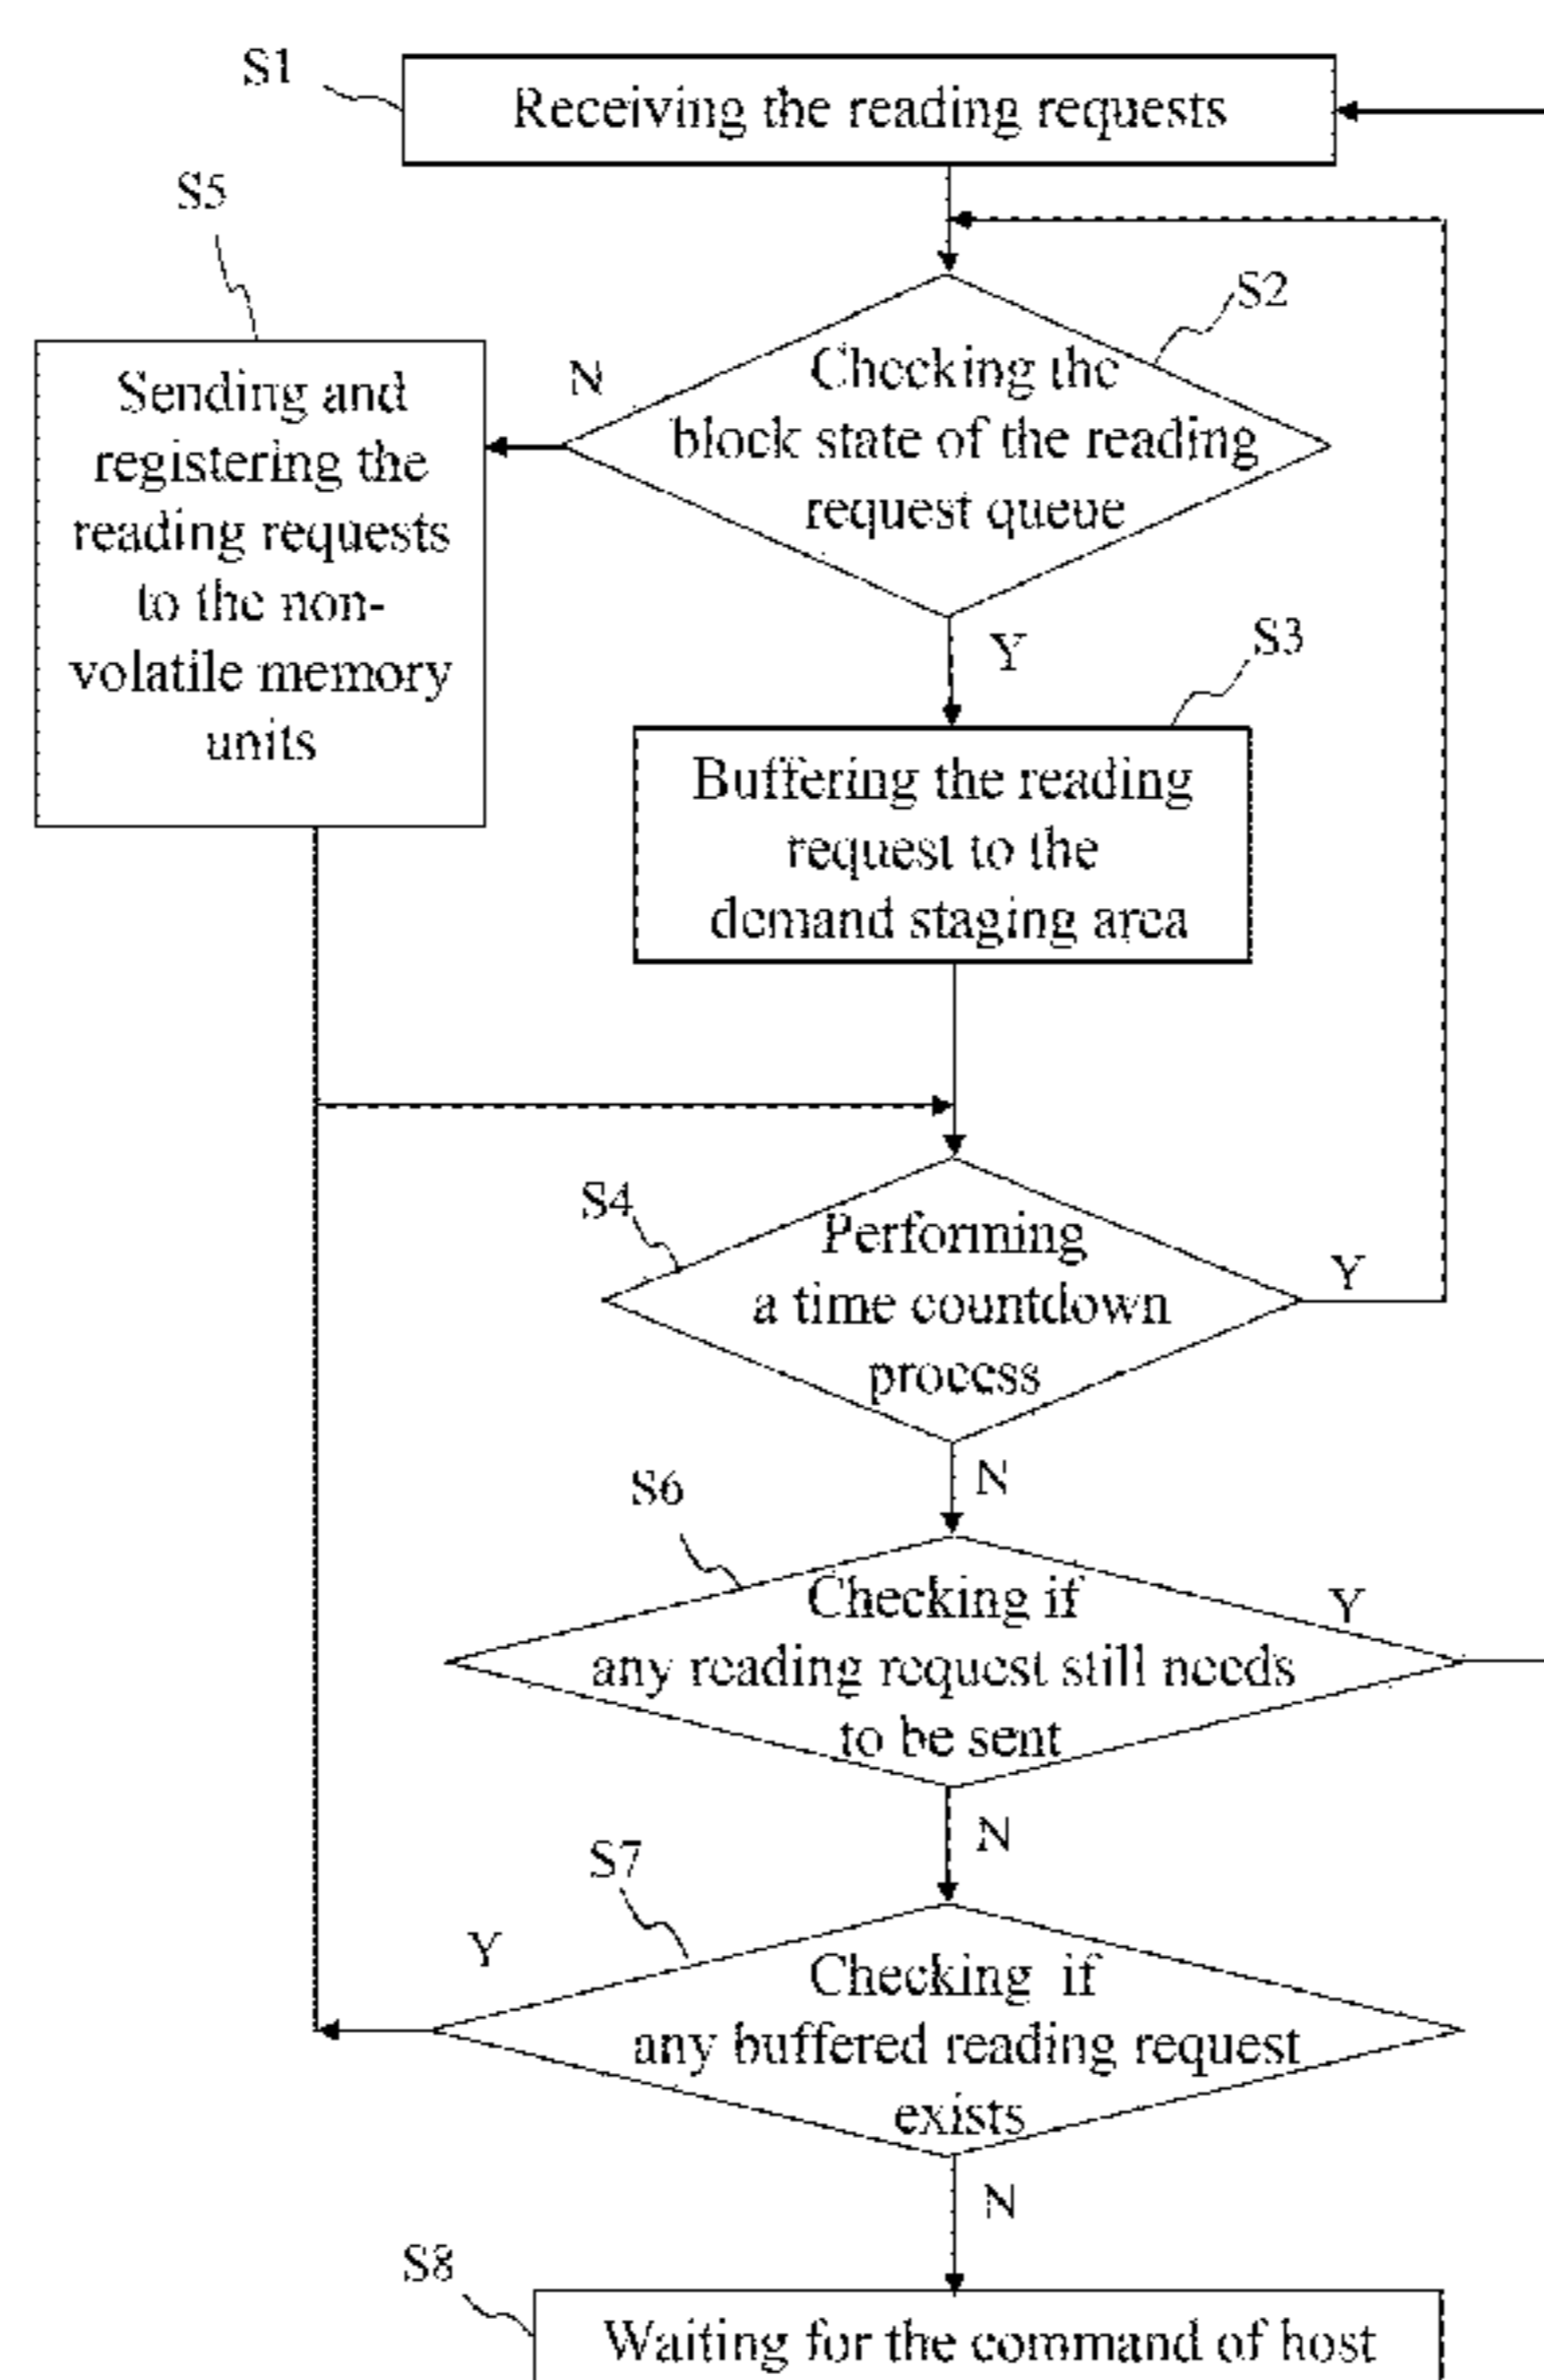 S1
Receiving the reading requests
S5
S2
N
Checking the
block state of the reading
request queue
Sending and
registering the
reading requests
to the non-
volatile memory
units
Y
S3
Buffering the reading
request to the
demand staging area
S4
Performing
a time countdown
process
Y
N
S6
Checking if
any reading request still needs
to be sent
Y
N
S7
Y
Checking if
any buffered reading request
exists
N
S8
Waiting for the command of host